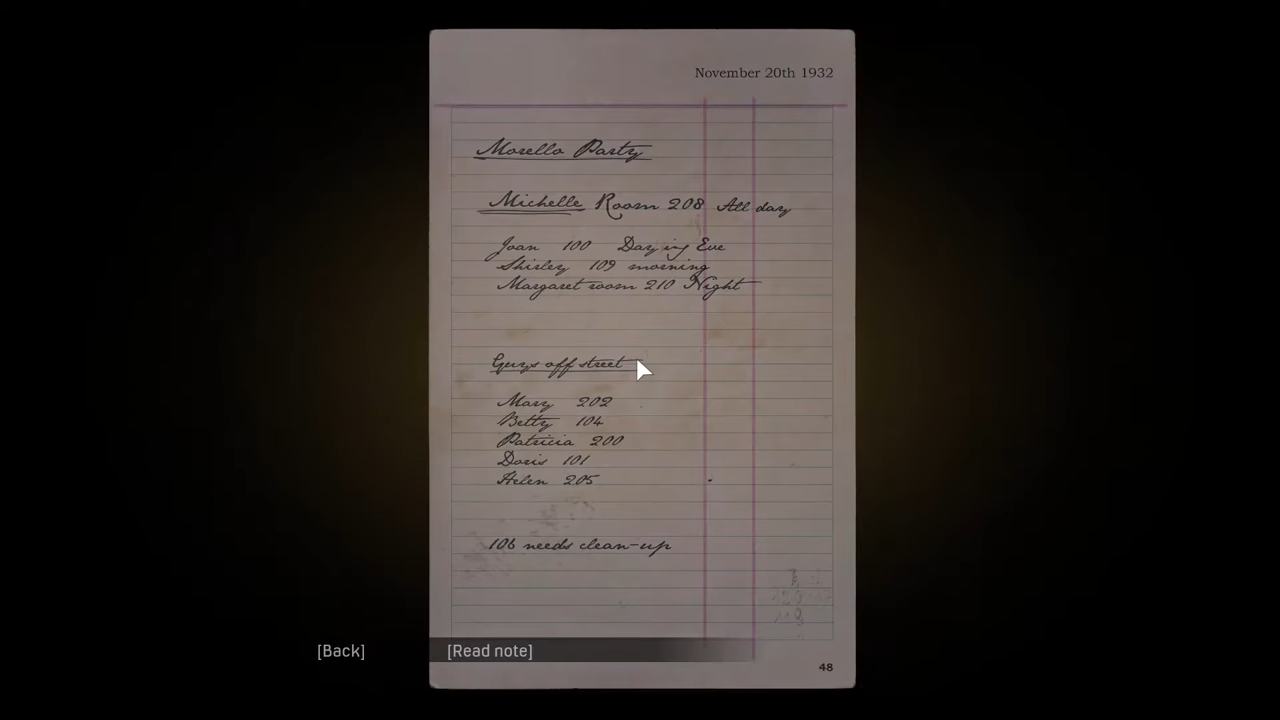 November 20th 1932
Morello Party
Michelle Room 208 All day
Joan 100 Daying Eve
Shirley 109 morning
Margaret room 210 Night
Guys off street
Mary 202
Betty 104
Patricia 200
Doris 101
Helen 205
106 needs clean-up
[Back]
[Read note]
48